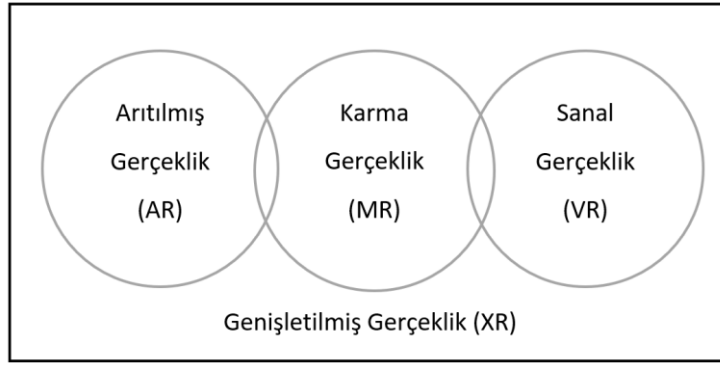 Arıtılmış
Gerçeklik
(AR)
Karma
Gerçeklik
(MR)
Sanal
Gerçeklik
(VR)
Genişletilmiş Gerçeklik (XR)